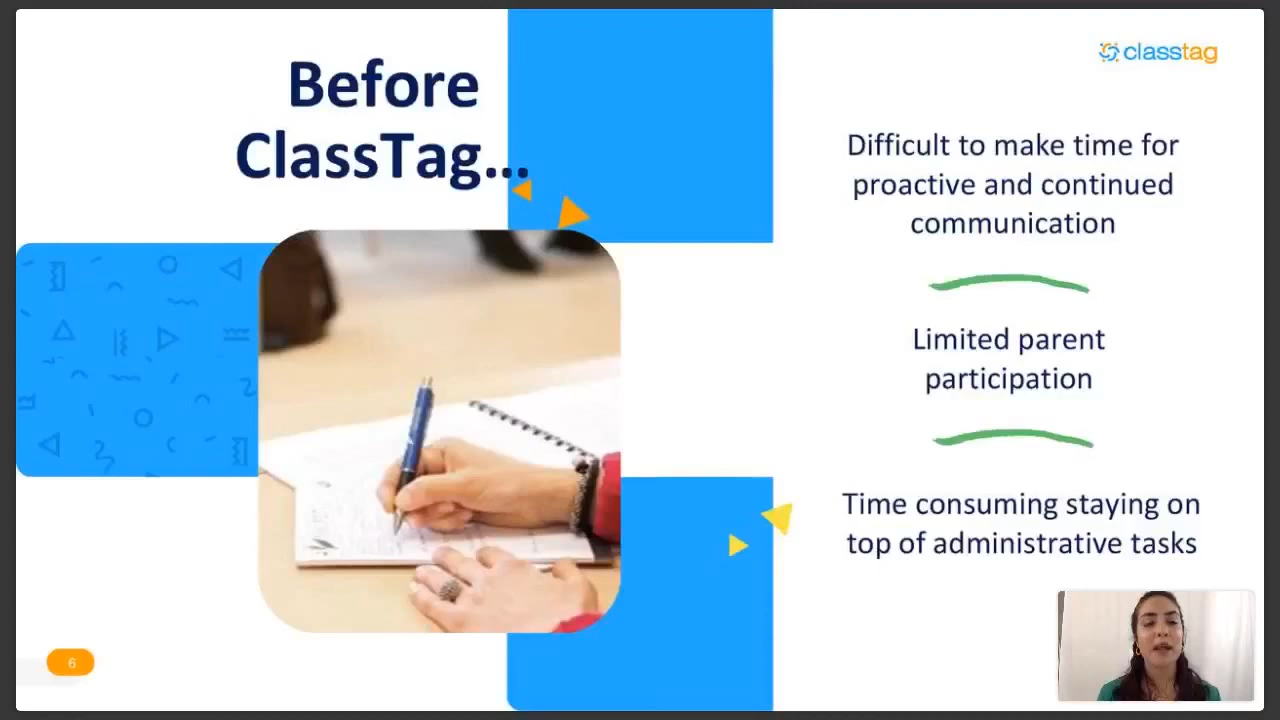 Before
ClassTag...
classtag
Difficult to make time for
proactive and continued
communication
Limited parent
participation
Time consuming staying on
top of administrative tasks
6